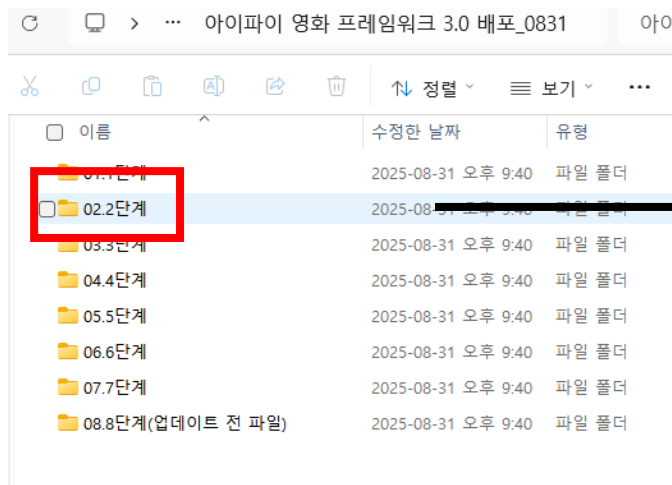 아이파이 영화 프레임워크 3.0 배포_0831
정렬 보기
이름 수정한 날짜 유형
01.1단계 2025-08-31 오후 9:40 파일 폴더
02.2단계 2025-08-
03.3단계 2025-08-31 오후 9:40 파일 폴더
04.4단계 2025-08-31 오후 9:40 파일 폴더
05.5단계 2025-08-31 오후 9:40 파일 폴더
06.6단계 2025-08-31 오후 9:40 파일 폴더
07.7단계 2025-08-31 오후 9:40 파일 폴더
08.8단계(업데이트 전 파일) 2025-08-31 오후 9:40 파일 폴더